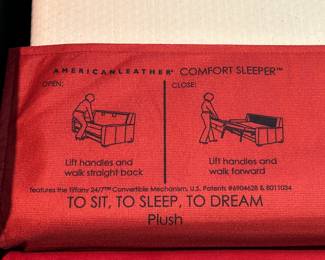 AMERICANLEATHER® COMFORT SLEEPER™
OPEN:
CLOSE:
Lift handles and
walk straight back
Lift handles and
walk forward
features the Tiffany 24/7™ Convertible Mechanism, U.S. Patents #6904628 & 8011034
TO SIT, TO SLEEP, TO DREAM
Plush